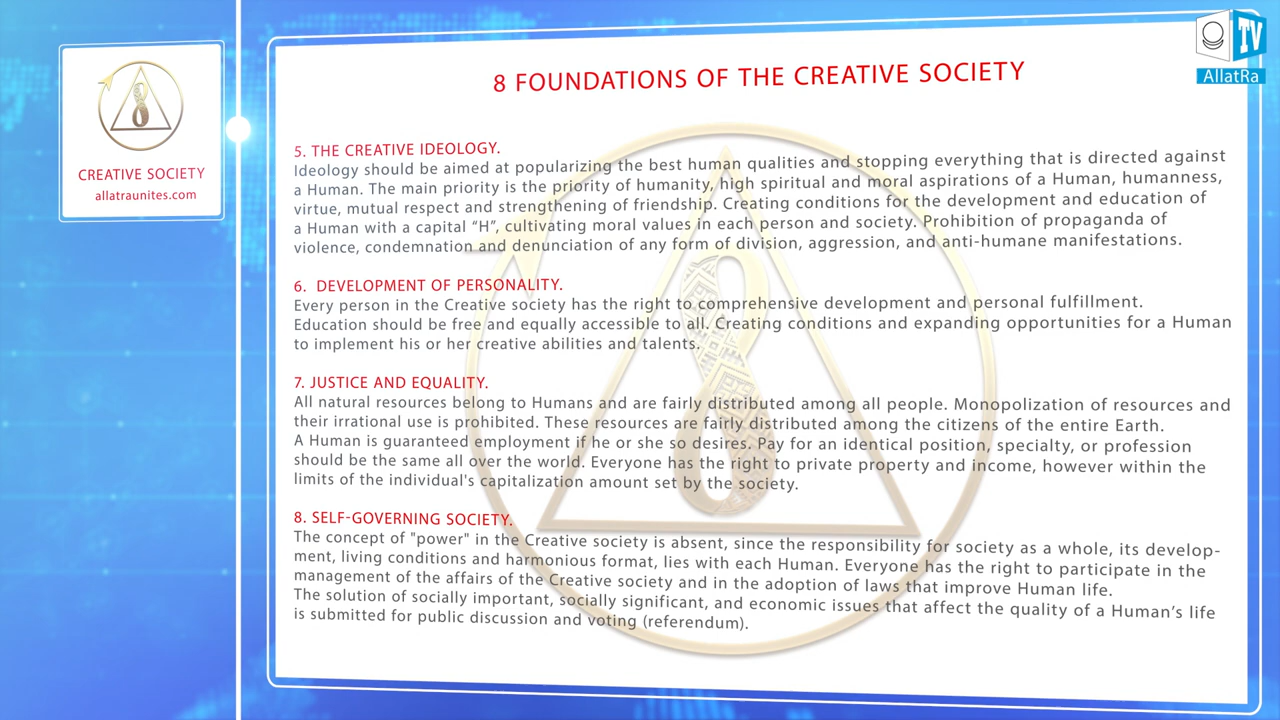 TV
AllatRa
CREATIVE SOCIETY
allatraunites.com
8 FOUNDATIONS OF THE CREATIVE SOCIETY
5. THE CREATIVE IDEOLOGY.
Ideology should be aimed at popularizing the best human qualities and stopping everything that is directed against
a Human. The main priority is the priority of humanity, high spiritual and moral aspirations of a Human, humanness,
virtue, mutual respect and strengthening of friendship. Creating conditions for the development and education of
a Human with a capital “H”, cultivating moral values in each person and society. Prohibition of propaganda of
violence, condemnation and denunciation of any form of division, aggression, and anti-humane manifestations.
6. DEVELOPMENT OF PERSONALITY.
Every person in the Creative society has the right to comprehensive development and personal fulfillment.
Education should be free and equally accessible to all. Creating conditions and expanding opportunities for a Human
to implement his or her creative abilities and talents.
7. JUSTICE AND EQUALITY.
All natural resources belong to Humans and are fairly distributed among all people. Monopolization of resources and
their irrational use is prohibited. These resources are fairly distributed among the citizens of the entire Earth.
A Human is guaranteed employment if he or she so desires. Pay for an identical position, specialty, or profession
should be the same all over the world. Everyone has the right to private property and income, however within the
limits of the individual's capitalization amount set by the society.
8. SELF-GOVERNING SOCIETY.
The concept of "power" in the Creative society is absent, since the responsibility for society as a whole, its develop-
ment, living conditions and harmonious format, lies with each Human. Everyone has the right to participate in the
management of the affairs of the Creative society and in the adoption of laws that improve Human life.
The solution of socially important, socially significant, and economic issues that affect the quality of a Human’s life
is submitted for public discussion and voting (referendum).